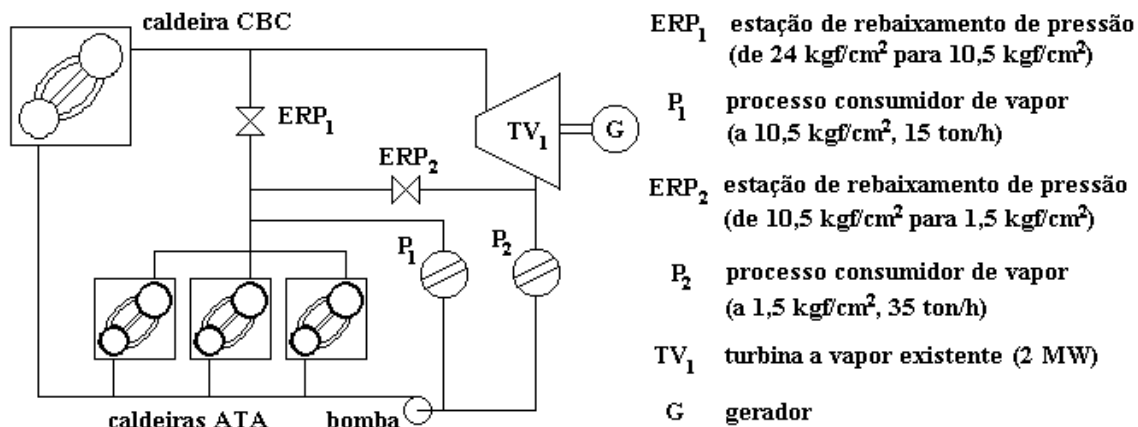 caldeira CBC
ERP₁
ERP₂
TV₁
G
P₁
P₂
caldeiras ATA
bomba
ERP₁ estação de rebaixamento de pressão
(de 24 kgf/cm² para 10,5 kgf/cm²)
P₁ processo consumidor de vapor
(a 10,5 kgf/cm², 15 ton/h)
ERP₂ estação de rebaixamento de pressão
(de 10,5 kgf/cm² para 1,5 kgf/cm²)
P₂ processo consumidor de vapor
(a 1,5 kgf/cm², 35 ton/h)
TV₁ turbina a vapor existente (2 MW)
G gerador